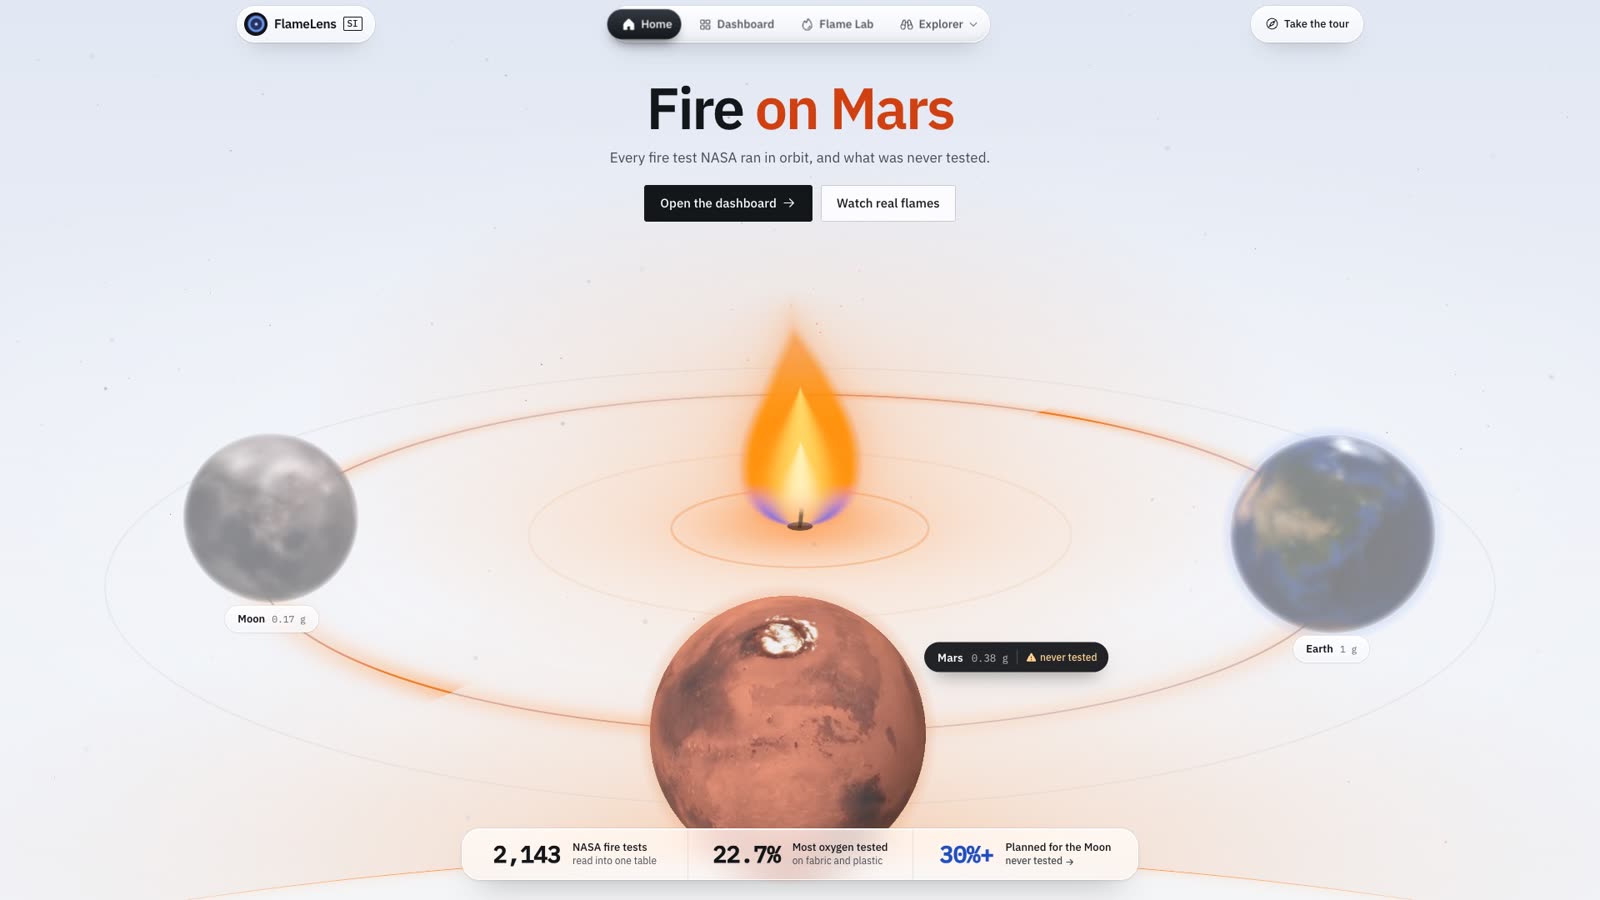 FlameLens SI
Home
Dashboard
Flame Lab
Explorer
Take the tour
Fire on Mars
Every fire test NASA ran in orbit, and what was never tested.
Open the dashboard →
Watch real flames
Moon 0.17 g
Mars 0.38 g never tested
Earth 1 g
2,143
NASA fire tests
read into one table
22.7%
Most oxygen tested
on fabric and plastic
30%+
Planned for the Moon
never tested →